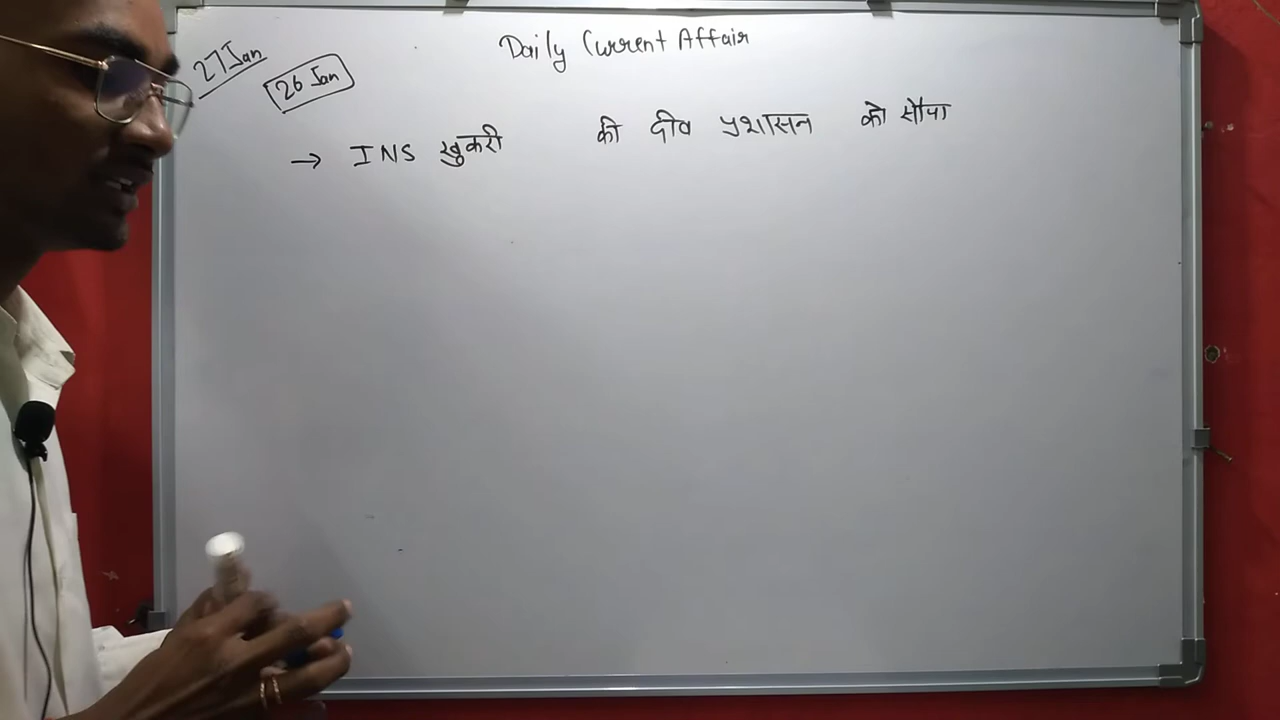 Daily Current Affair
27 Jan
26 Jan
→ INS खुकरी की दीव प्रशासन को सौपा